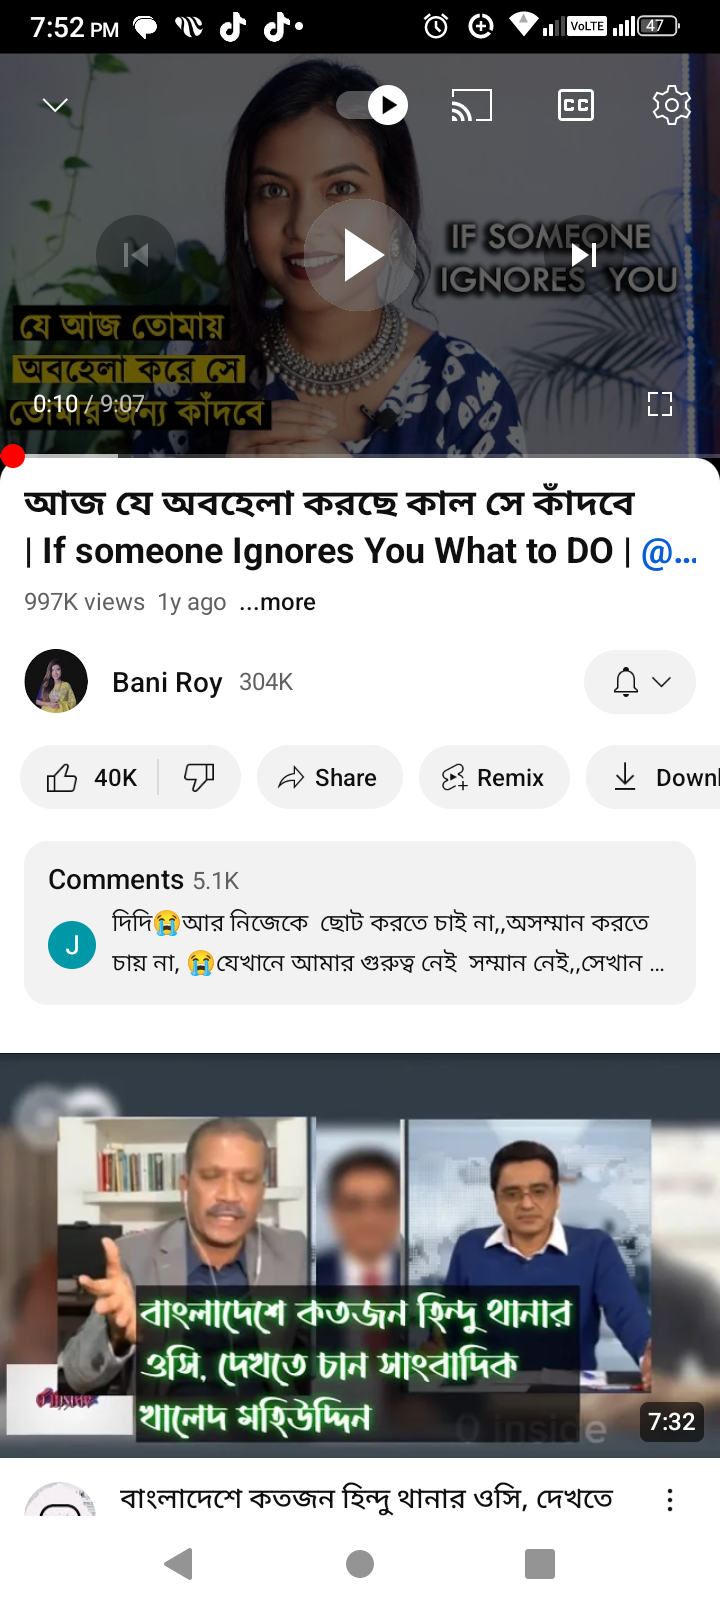 7:52 PM
VoLTE
47
CC
IF SOMEONE
IGNORES YOU
যে আজ তোমায়
অবহেলা করে সে
তোমার জন্য কাঁদবে
0:10 / 9:07
আজ যে অবহেলা করছে কাল সে কাঁদবে
| If someone Ignores You What to DO | @...
997K views 1y ago ...more
Bani Roy 304K
40K
Share
Remix
Downl
Comments 5.1K
J
দিদি😭আর নিজেকে ছোট করতে চাই না,,অসম্মান করতে
চায় না, 😭যেখানে আমার গুরুত্ব নেই সম্মান নেই,,সেখান ...
বাংলাদেশে কতজন হিন্দু থানার
ওসি, দেখতে চান সাংবাদিক
খালেদ মহিউদ্দিন
inside
7:32
বাংলাদেশে কতজন হিন্দু থানার ওসি, দেখতে